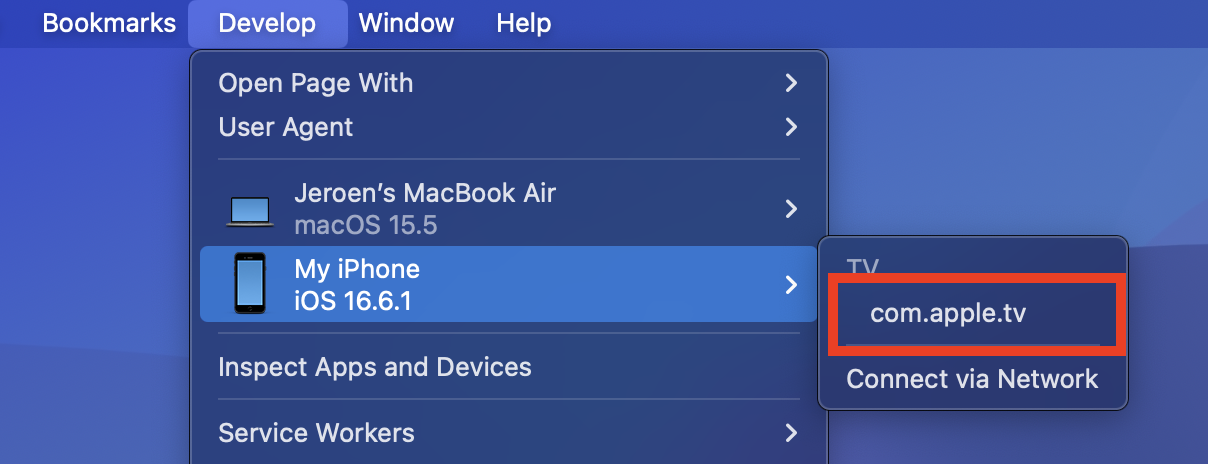 Bookmarks Develop Window Help
Open Page With
User Agent
Jeroen’s MacBook Air
macOS 15.5
My iPhone
iOS 16.6.1
TV
com.apple.tv
Connect via Network
Inspect Apps and Devices
Service Workers